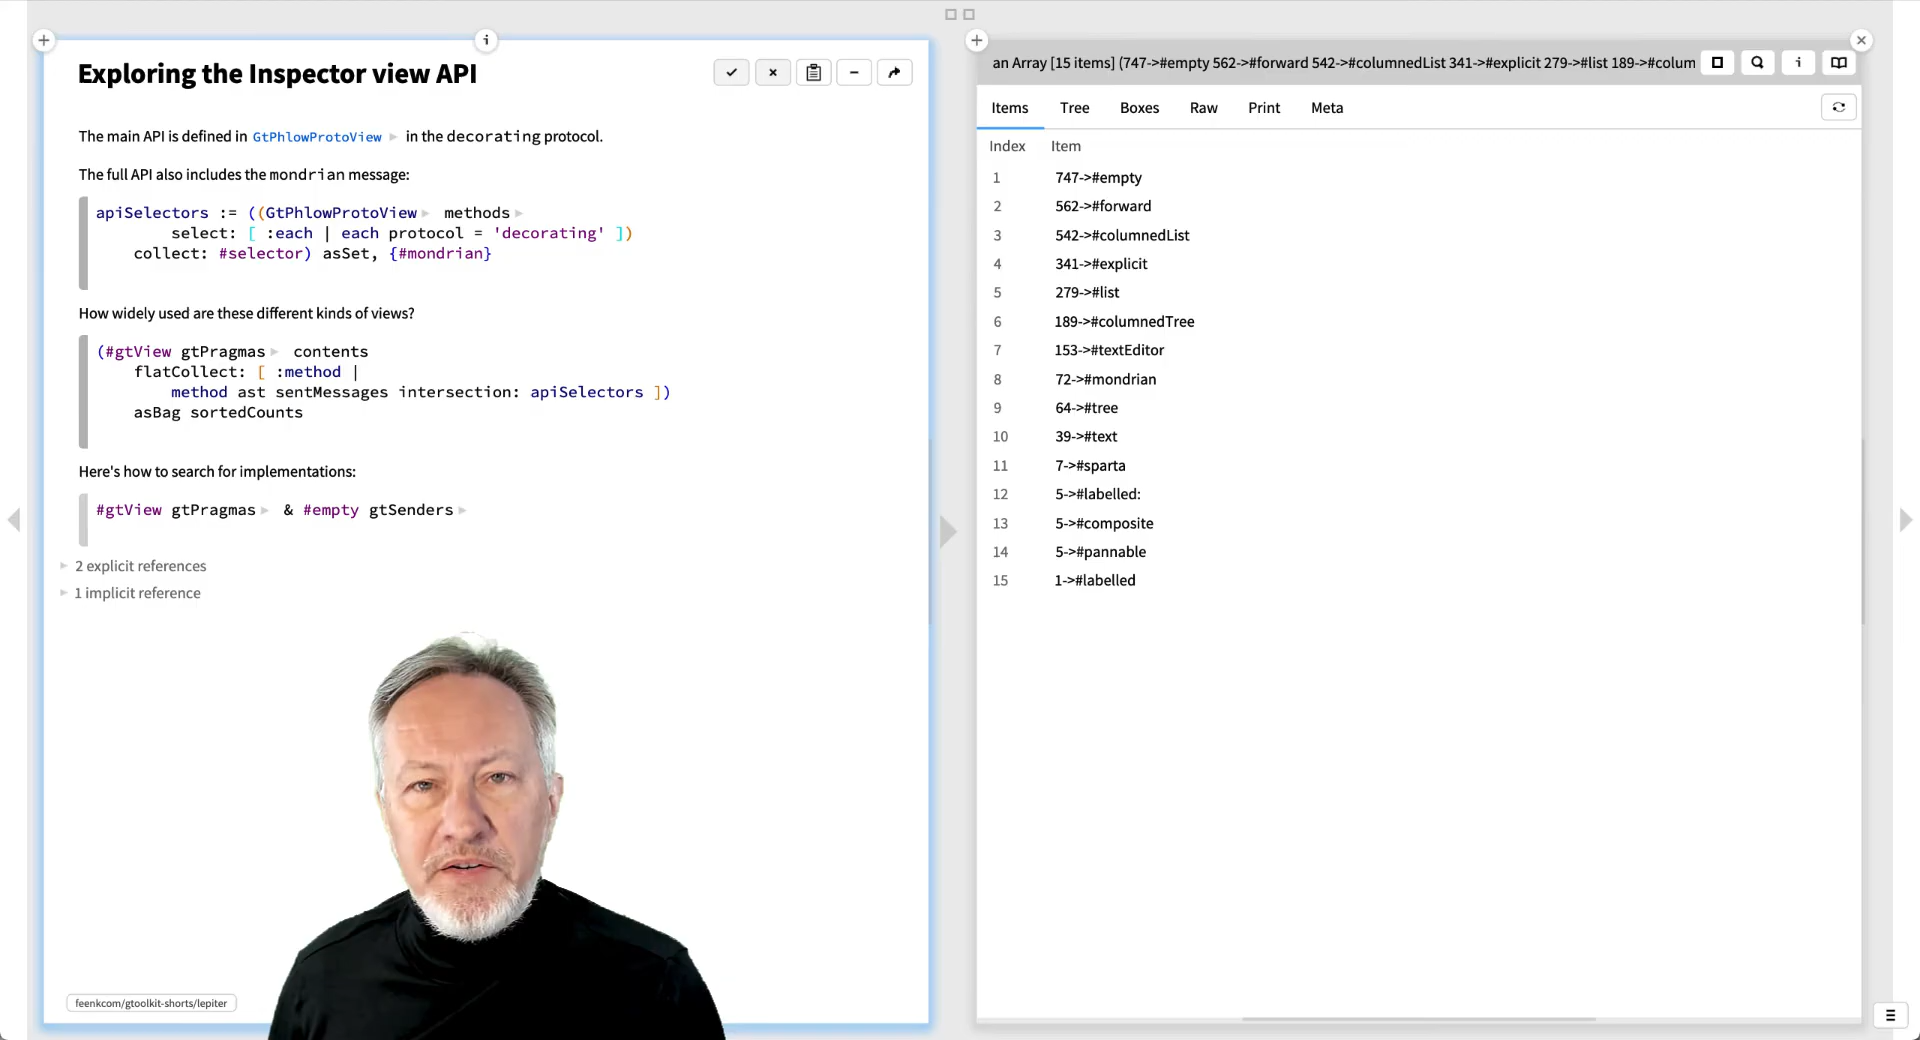 Exploring the Inspector view API
The main API is defined in GtPhlowProtoView in the decorating protocol.
The full API also includes the mondrian message:
apiSelectors := ((GtPhlowProtoView methods
select: [ :each | each protocol = 'decorating' ])
collect: #selector) asSet, {#mondrian}
How widely used are these different kinds of views?
(#gtView gtPragmas contents
flatCollect: [ :method |
method ast sentMessages intersection: apiSelectors ])
asBag sortedCounts
Here's how to search for implementations:
#gtView gtPragmas & #empty gtSenders
2 explicit references
1 implicit reference
feenkcom/gtoolkit-shorts/lepiter
an Array [15 items] (747->#empty 562->#forward 542->#columnedList 341->#explicit 279->#list 189->#colum
Items Tree Boxes Raw Print Meta
Index Item
1 747->#empty
2 562->#forward
3 542->#columnedList
4 341->#explicit
5 279->#list
6 189->#columnedTree
7 153->#textEditor
8 72->#mondrian
9 64->#tree
10 39->#text
11 7->#sparta
12 5->#labelled:
13 5->#composite
14 5->#pannable
15 1->#labelled